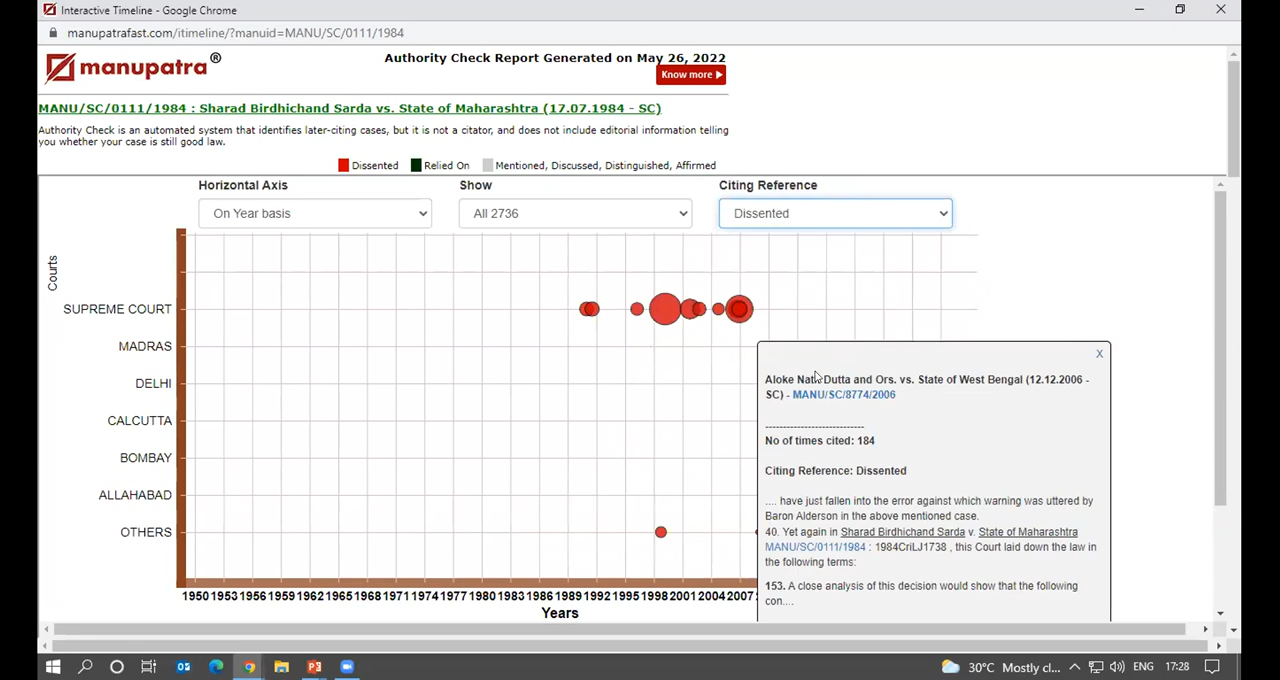 Interactive Timeline - Google Chrome
manupatrafast.com/itimeline/?manuid=MANU/SC/0111/1984
manupatra®
Authority Check Report Generated on May 26, 2022
Know more
MANU/SC/0111/1984 : Sharad Birdhichand Sarda vs. State of Maharashtra (17.07.1984 - SC)
Authority Check is an automated system that identifies later-citing cases, but it is not a citator, and does not include editorial information telling
you whether your case is still good law.
Dissented Relied On Mentioned, Discussed, Distinguished, Affirmed
Horizontal Axis Show Citing Reference
On Year basis All 2736 Dissented
Courts
SUPREME COURT
MADRAS
DELHI
CALCUTTA
BOMBAY
ALLAHABAD
OTHERS
X
Aloke Nath Dutta and Ors. vs. State of West Bengal (12.12.2006 -
SC) - MANU/SC/8774/2006
----------------------------
No of times cited: 184
Citing Reference: Dissented
.... have just fallen into the error against which warning was uttered by
Baron Alderson in the above mentioned case.
40. Yet again in Sharad Birdhichand Sarda v. State of Maharashtra
MANU/SC/0111/1984 : 1984CriLJ1738 , this Court laid down the law in
the following terms:
153. A close analysis of this decision would show that the following
con....
1950 1953 1956 1959 1962 1965 1968 1971 1974 1977 1980 1983 1986 1989 1992 1995 1998 2001 2004 2007
Years
30°C Mostly cl... ENG 17:28